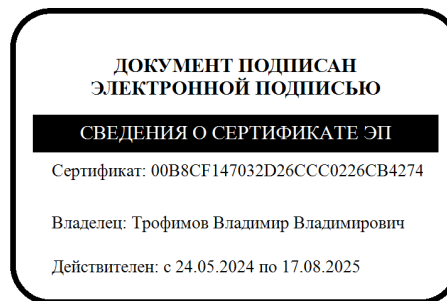 ДОКУМЕНТ ПОДПИСАН
ЭЛЕКТРОННОЙ ПОДПИСЬЮ
СВЕДЕНИЯ О СЕРТИФИКАТЕ ЭП
Сертификат: 00B8CF147032D26CCC0226CB4274
Владелец: Трофимов Владимир Владимирович
Действителен: с 24.05.2024 по 17.08.2025